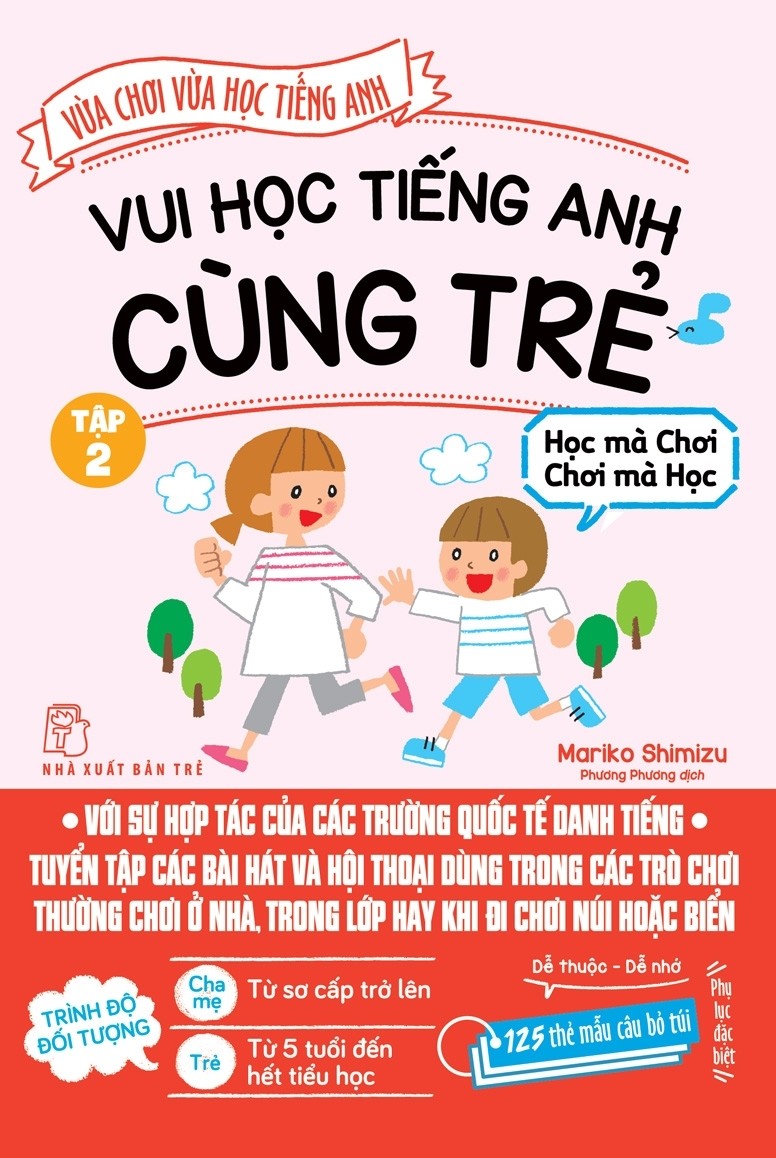 VỪA CHƠI VỪA HỌC TIẾNG ANH
VUI HỌC TIẾNG ANH
CÙNG TRẺ
TẬP
2
Học mà Chơi
Chơi mà Học
NHÀ XUẤT BẢN TRẺ
Mariko Shimizu
Phương Phương dịch
• VỚI SỰ HỢP TÁC CỦA CÁC TRƯỜNG QUỐC TẾ DANH TIẾNG •
TUYỂN TẬP CÁC BÀI HÁT VÀ HỘI THOẠI DÙNG TRONG CÁC TRÒ CHƠI
THƯỜNG CHƠI Ở NHÀ, TRONG LỚP HAY KHI ĐI CHƠI NÚI HOẶC BIỂN
TRÌNH ĐỘ
ĐỐI TƯỢNG
Cha
mẹ
Từ sơ cấp trở lên
Trẻ
Từ 5 tuổi đến
hết tiểu học
Dễ thuộc - Dễ nhớ
125 thẻ mẫu câu bỏ túi
Phụ
lục
đặc
biệt